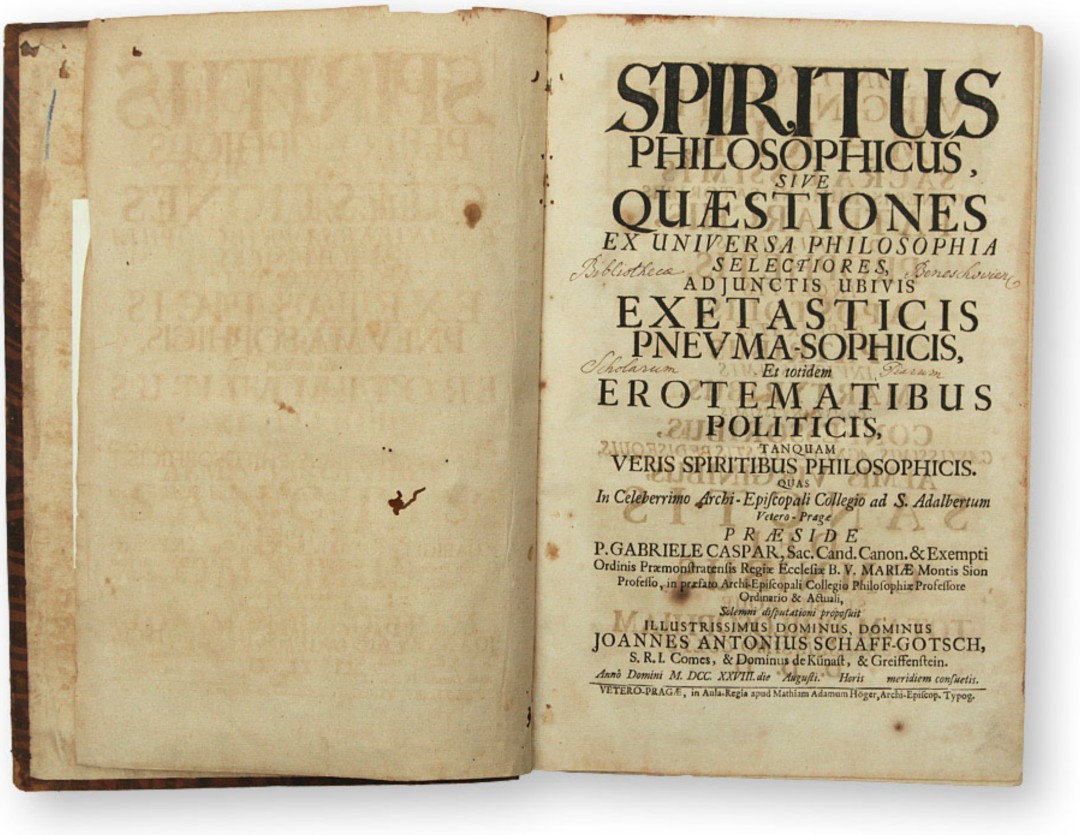 SPIRITUS
PHILOSOPHICUS,
SIVE
QUÆSTIONES
EX UNIVERSA PHILOSOPHIA
Bibliothecæ SELECTIORES, Beneschovien:
ADJUNCTIS UBIVIS
EXETASTICIS
PNEVMA-SOPHICIS,
Scholarum Et totidem Piarum
EROTEMATIBUS
POLITICIS,
TANQUAM
VERIS SPIRITIBUS PHILOSOPHICIS.
QUAS
In Celeberrimo Archi-Epiſcopali Collegio ad S. Adalbertum
Vetero-Pragæ
PRÆSIDE
P. GABRIELE CASPAR, Sac. Cand. Canon. & Exempti
Ordinis Præmonſtratenſis Regiæ Eccleſiæ B. V. MARIÆ Montis Sion
Profeſſo, in præfato Archi-Epiſcopali Collegio Philoſophiæ Profeſſore
Ordinario & Actuali,
Solemni diſputationi propoſuit
ILLUSTRISSIMUS DOMINUS, DOMINUS
JOANNES ANTONIUS SCHAFF-GOTSCH,
S. R. I. Comes, & Dominus de Künaſt, & Greiffenſtein.
Annô Domini M. DCC. XXVIII. die Auguſti. Horis meridiem conſuetis.
VETERO-PRAGÆ, in Aula-Regia apud Mathiam Adamum Höger, Archi-Epiſcop. Typog.